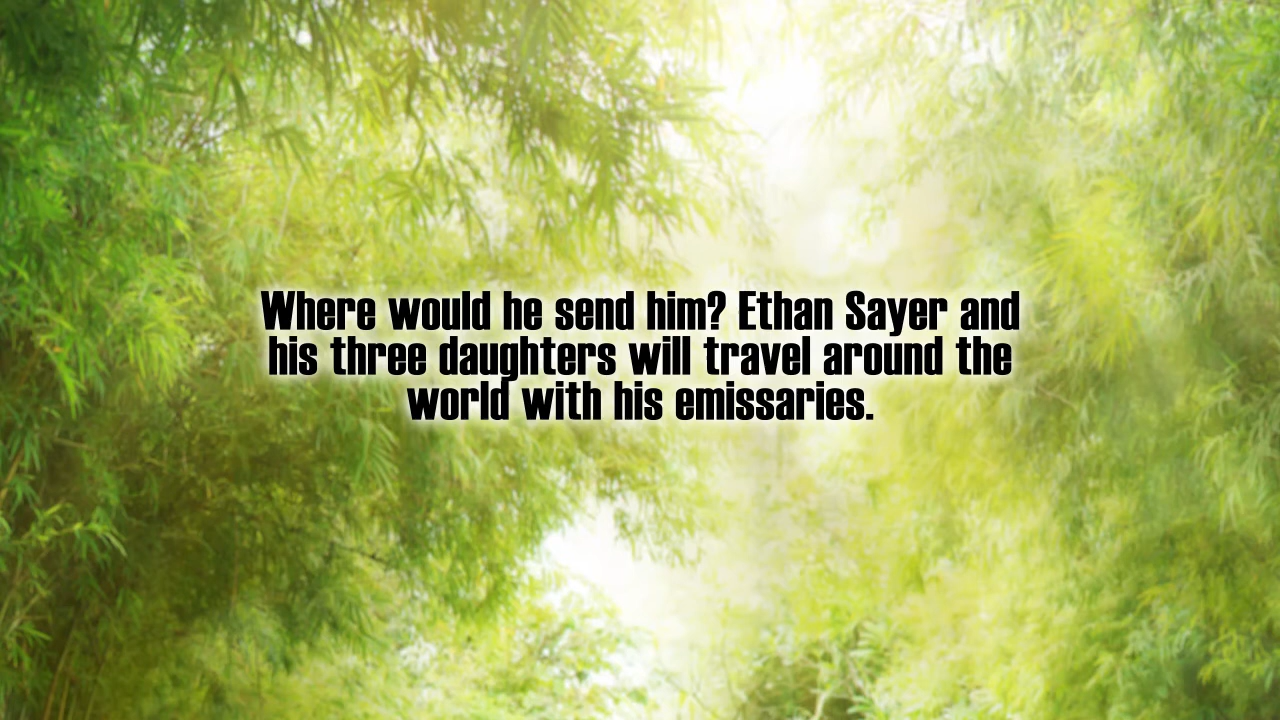 Where would he send him? Ethan Sayer and
his three daughters will travel around the
world with his emissaries.